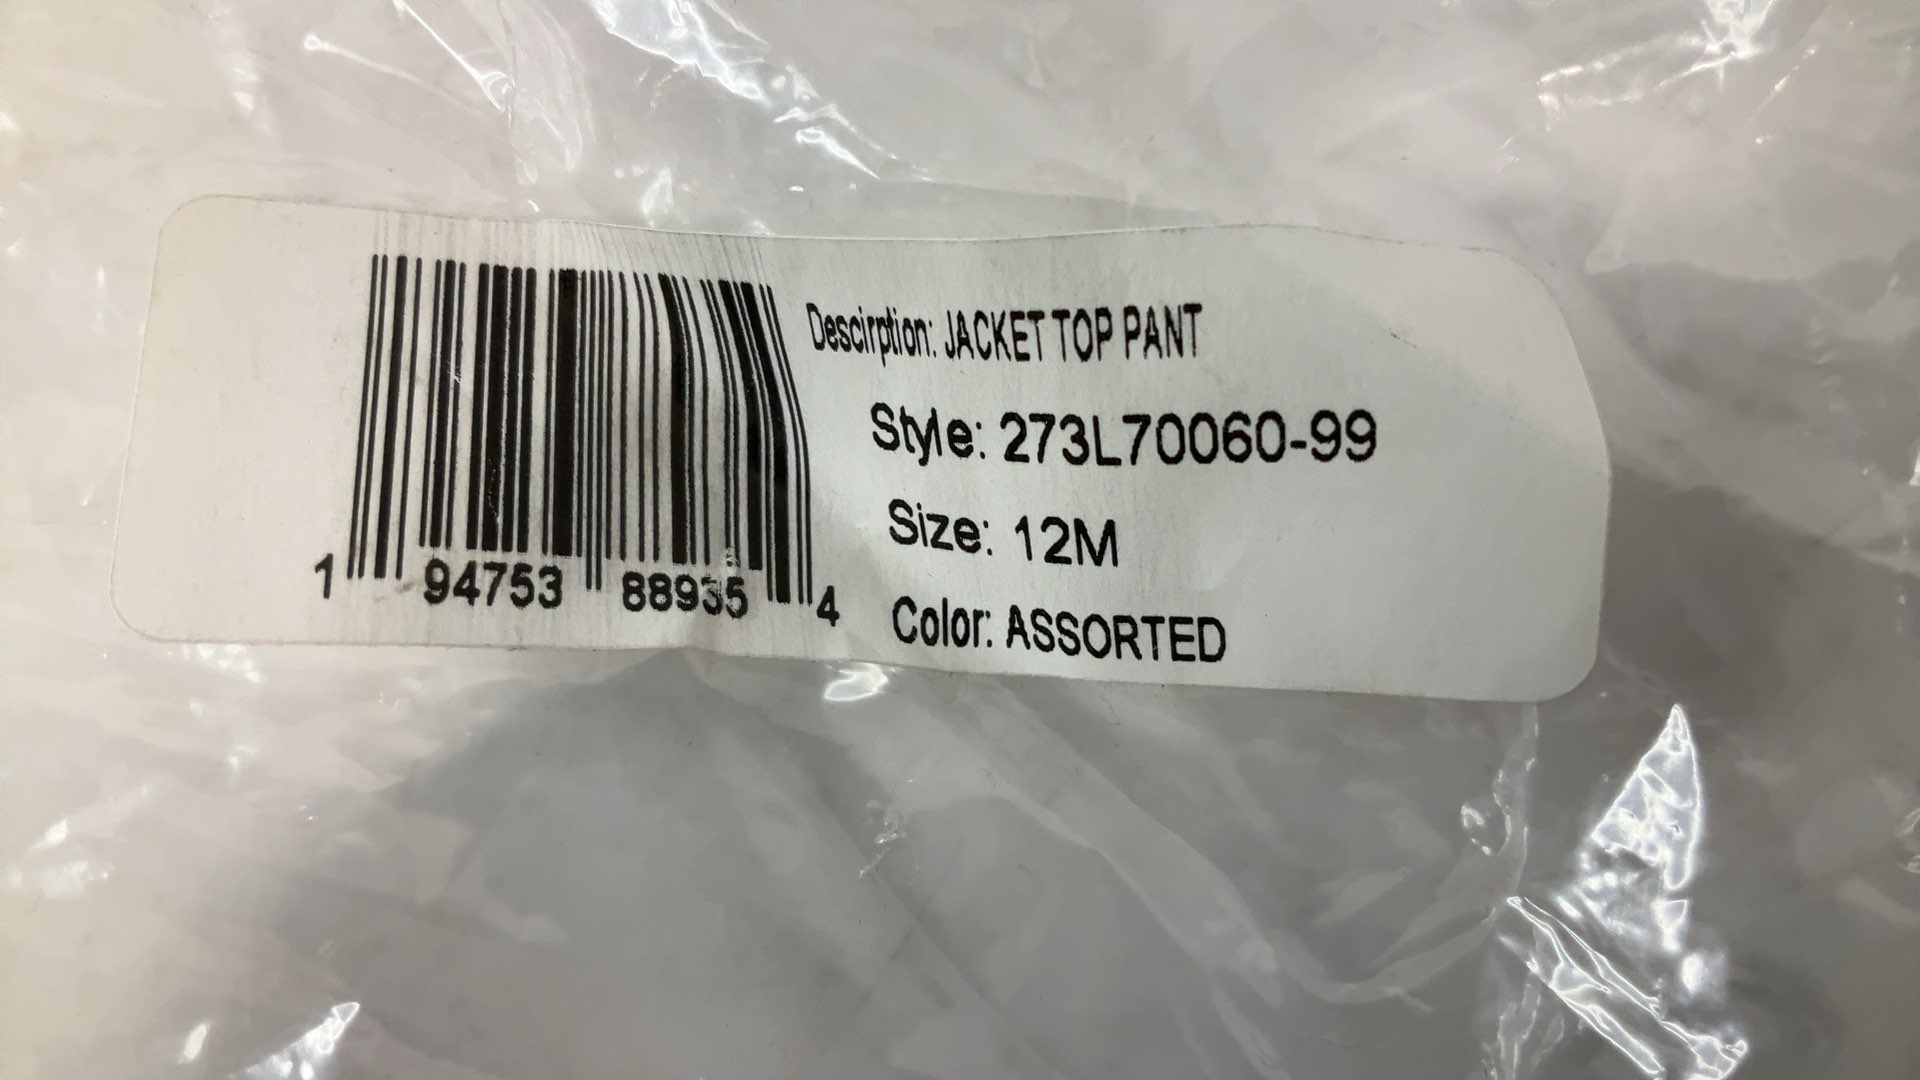 Descirption: JACKET TOP PANT
Style: 273L70060-99
Size: 12M
Color: ASSORTED
1 94753 88935 4